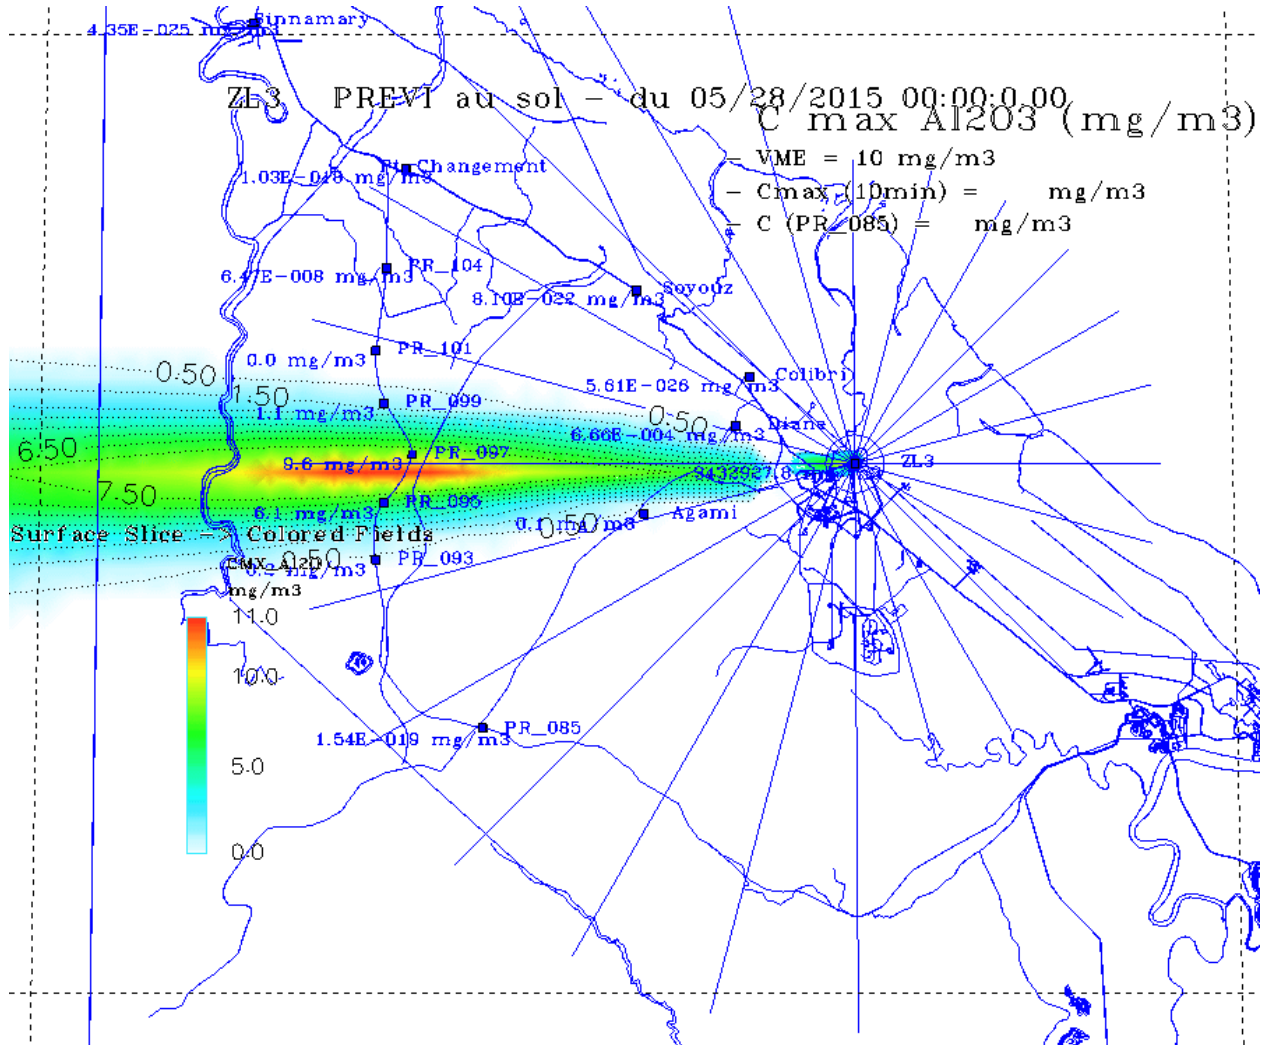 Sinnamary
4.35E-025 mg/m3
ZL3 PREVI au sol - du 05/28/2015 00:00:0.00
C max Al2O3 (mg/m3)
- VME = 10 mg/m3
- Cmax (10min) = mg/m3
- C (PR_085) = mg/m3
Changement
mg/m3
PR_104
6.47E-008 mg/m3
Soyouz
8.10E-022 mg/m3
PR_101
0.0 mg/m3
0.50
Colibri
5.61E-026 mg/m3
1.50
PR_099
1.1 mg/m3
0.50
Diane
6.66E-004 mg/m3
6.50
PR_097
9.6 mg/m3
ZL3
7.50
PR_095
6.1 mg/m3
Agami
0.1 mg/m3
0.50
Surface Slice -> Colored Fields
0.50
PR_093
0.2 mg/m3
mg/m3
11.0
10.0
5.0
0.0
PR_085
1.54E-019 mg/m3